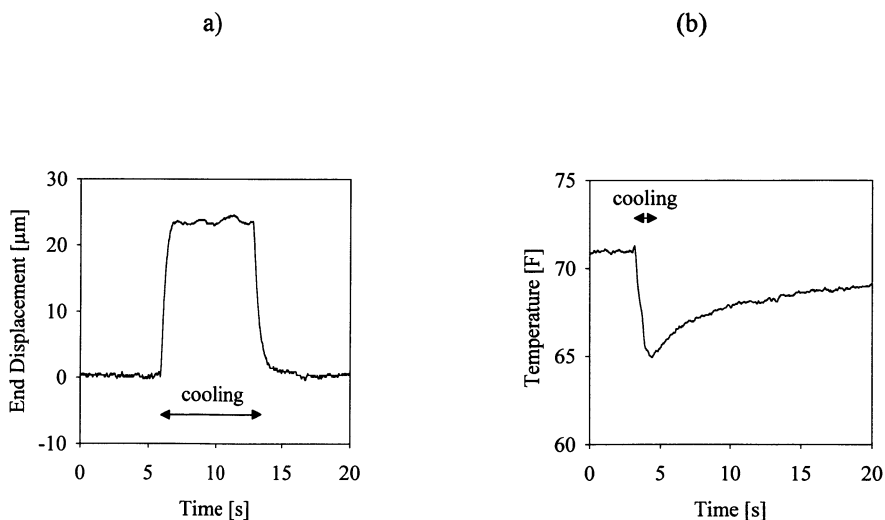 a)
(b)
30
20
10
0
-10
End Displacement [μm]
cooling
0
5
10
15
20
Time [s]
75
70
65
60
Temperature [F]
cooling
0
5
10
15
20
Time [s]